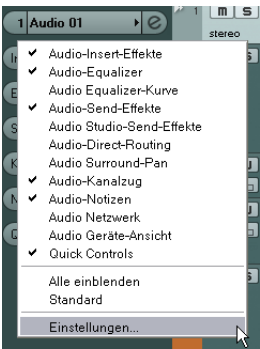 1 Audio 01
1 m s
stereo
Audio-Insert-Effekte
Audio-Equalizer
Audio Equalizer-Kurve
Audio-Send-Effekte
Audio Studio-Send-Effekte
Audio-Direct-Routing
Audio Surround-Pan
Audio-Kanalzug
Audio-Notizen
Audio Netzwerk
Audio Geräte-Ansicht
Quick Controls
Alle einblenden
Standard
Einstellungen...